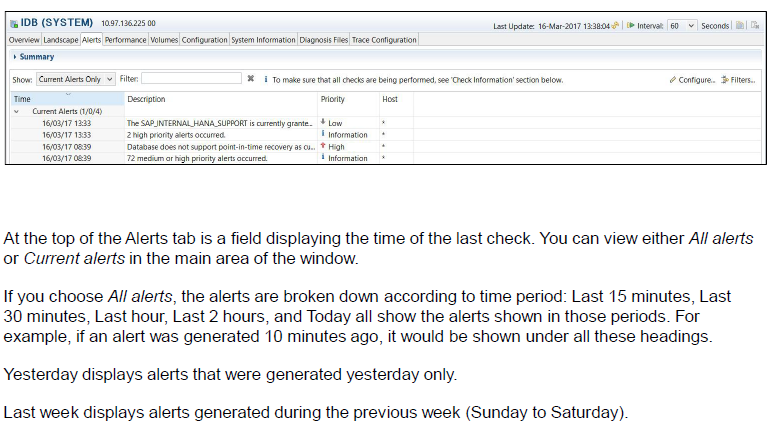 IDB (SYSTEM) 10.97.136.225 00
Last Update: 16-Mar-2017 13:38:04 Interval: 60 Seconds
Overview Landscape Alerts Performance Volumes Configuration System Information Diagnosis Files Trace Configuration
Summary
Show: Current Alerts Only Filter: i To make sure that all checks are being performed, see 'Check Information' section below. Configure... Filters...
Time Description Priority Host
Current Alerts (1/0/4)
16/03/17 13:33 The SAP_INTERNAL_HANA_SUPPORT is currently grante... Low *
16/03/17 13:33 2 high priority alerts occurred. i Information *
16/03/17 08:39 Database does not support point-in-time recovery as cu... High *
16/03/17 08:39 72 medium or high priority alerts occurred. i Information *
At the top of the Alerts tab is a field displaying the time of the last check. You can view either All alerts
or Current alerts in the main area of the window.
If you choose All alerts, the alerts are broken down according to time period: Last 15 minutes, Last
30 minutes, Last hour, Last 2 hours, and Today all show the alerts shown in those periods. For
example, if an alert was generated 10 minutes ago, it would be shown under all these headings.
Yesterday displays alerts that were generated yesterday only.
Last week displays alerts generated during the previous week (Sunday to Saturday).